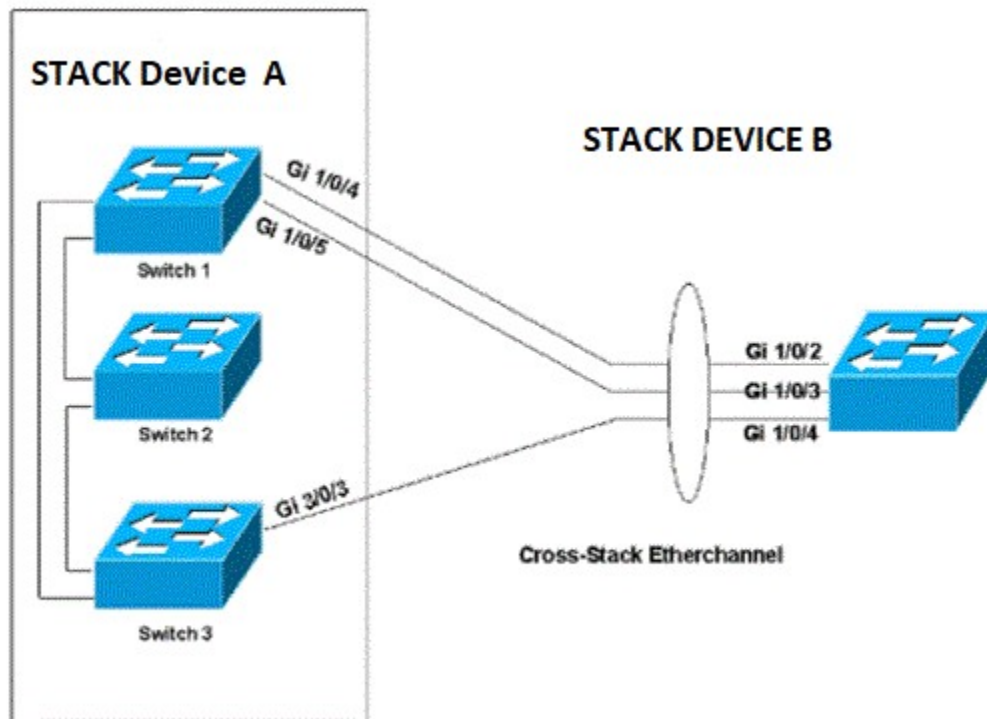 STACK Device A
STACK DEVICE B
Gi 1/0/4
Gi 1/0/5
Switch 1
Gi 1/0/2
Gi 1/0/3
Gi 1/0/4
Switch 2
Gi 3/0/3
Cross-Stack Etherchannel
Switch 3